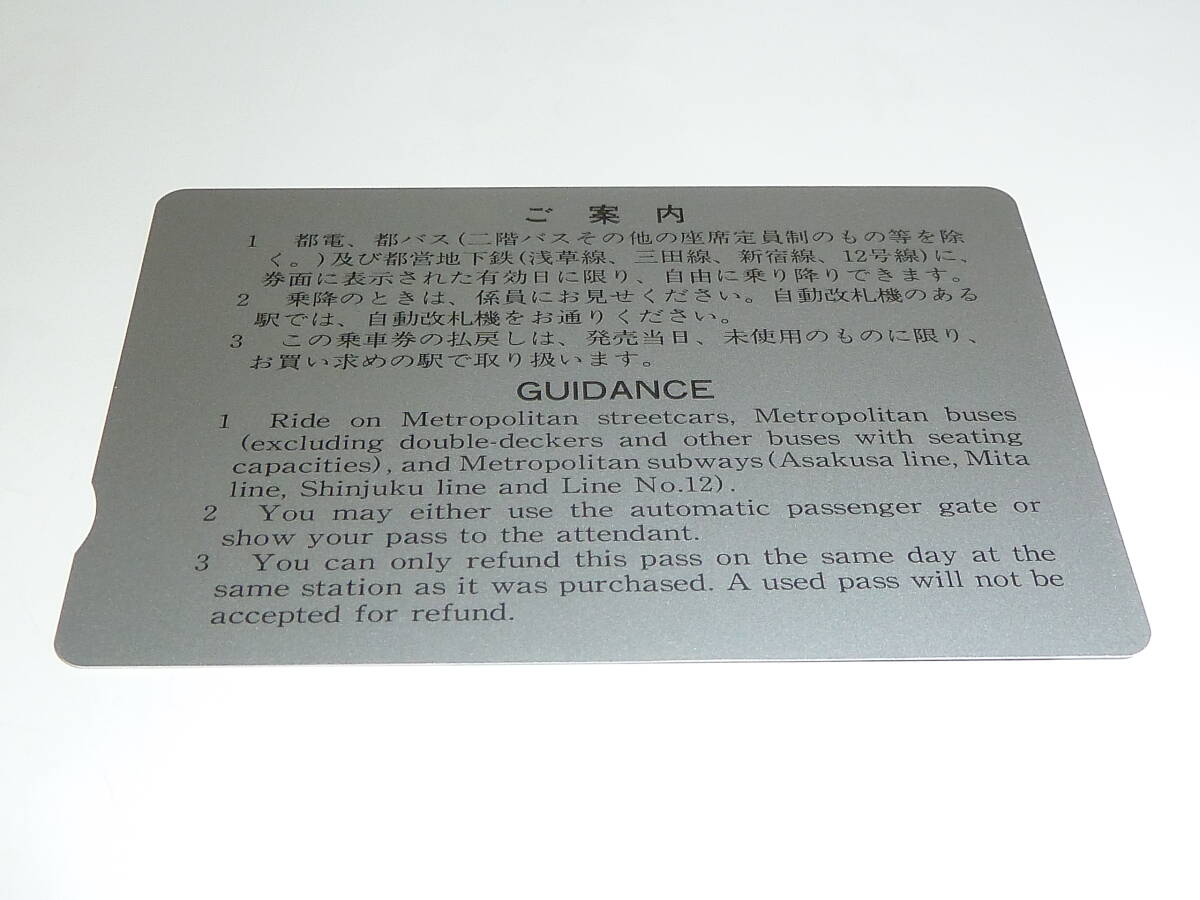 ご案内
1 都電、都バス(二階バスその他の座席定員制のもの等を除
く。)及び都営地下鉄(浅草線、三田線、新宿線、12号線)に、
券面に表示された有効日に限り、自由に乗り降りできます。
2 乗降のときは、係員にお見せください。自動改札機のある
駅では、自動改札機をお通りください。
3 この乗車券の払戻しは、発売当日、未使用のものに限り、
お買い求めの駅で取り扱います。
GUIDANCE
1 Ride on Metropolitan streetcars, Metropolitan buses
(excluding double-deckers and other buses with seating
capacities), and Metropolitan subways (Asakusa line, Mita
line, Shinjuku line and Line No.12).
2 You may either use the automatic passenger gate or
show your pass to the attendant.
3 You can only refund this pass on the same day at the
same station as it was purchased. A used pass will not be
accepted for refund.